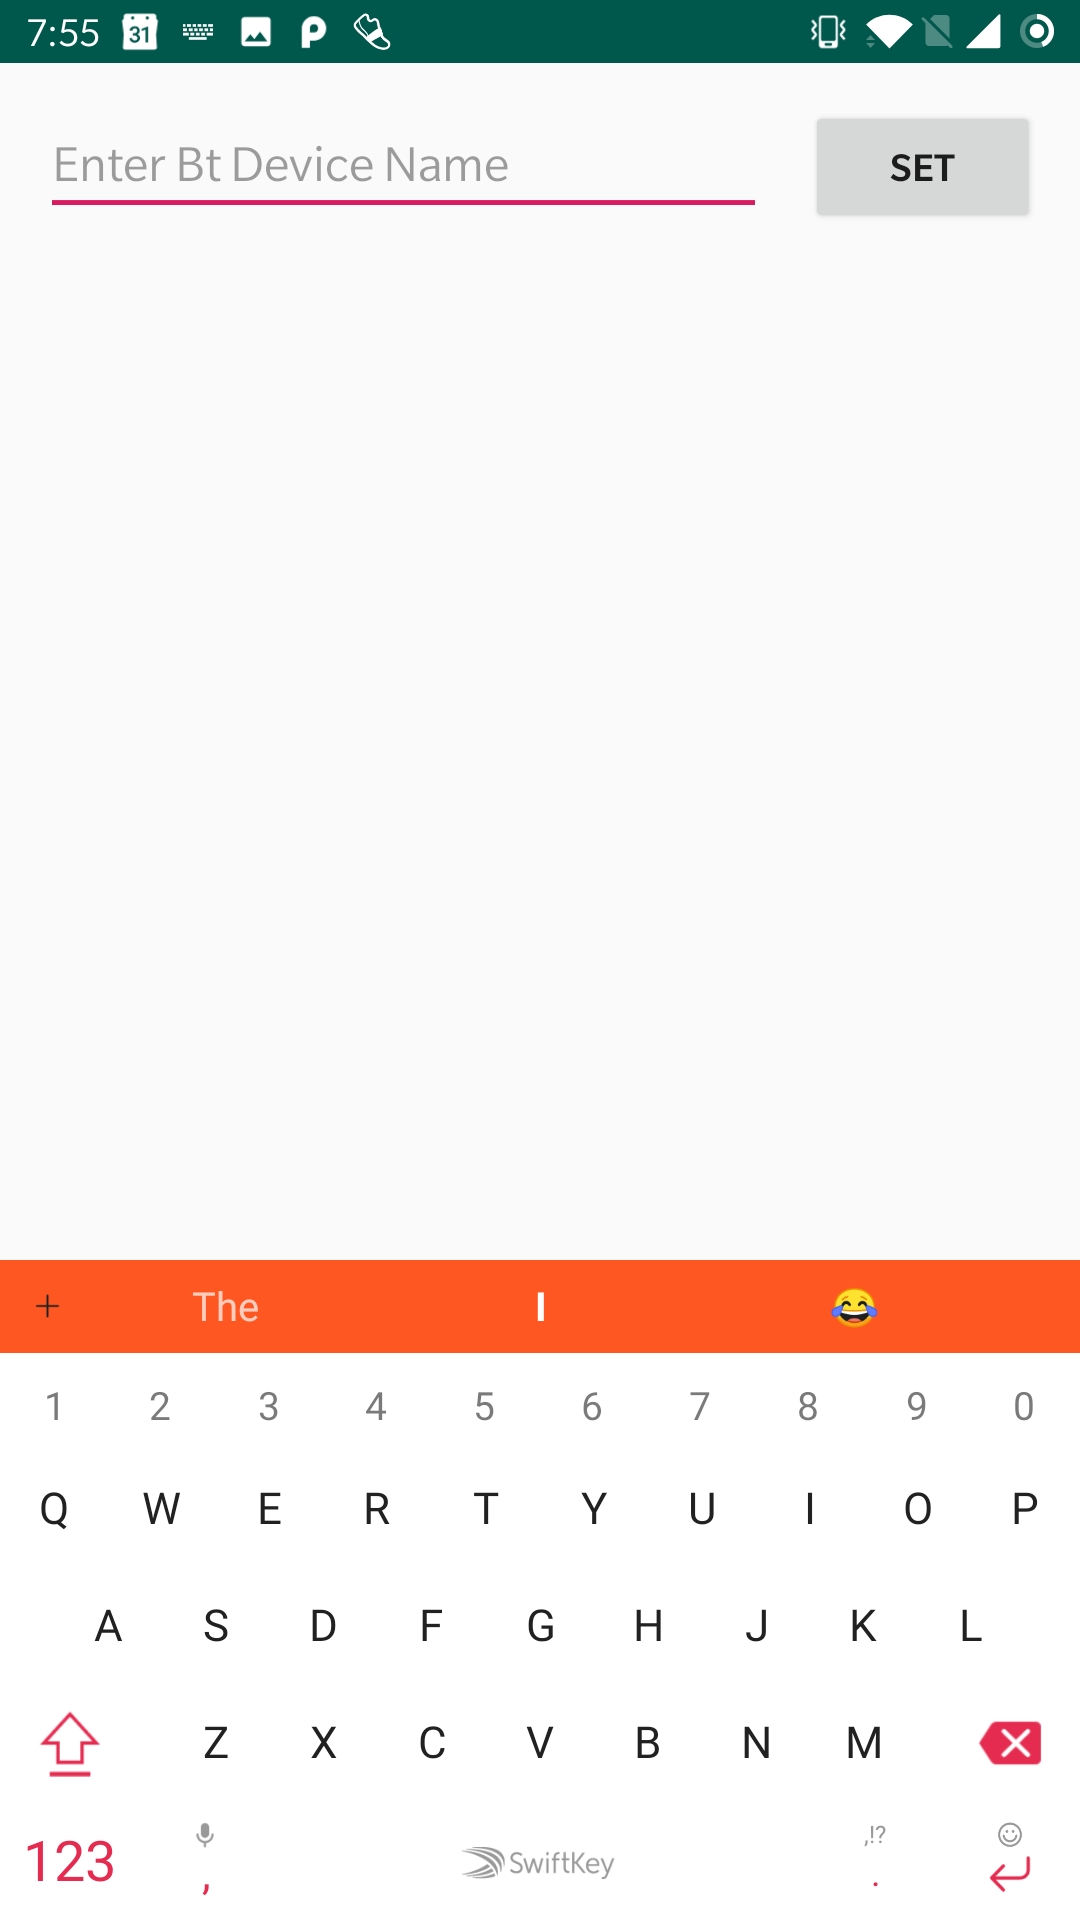 7:55 31
Enter Bt Device Name SET
+ The I 😂
1 2 3 4 5 6 7 8 9 0
Q W E R T Y U I O P
A S D F G H J K L
Z X C V B N M
123 , SwiftKey ,!? .